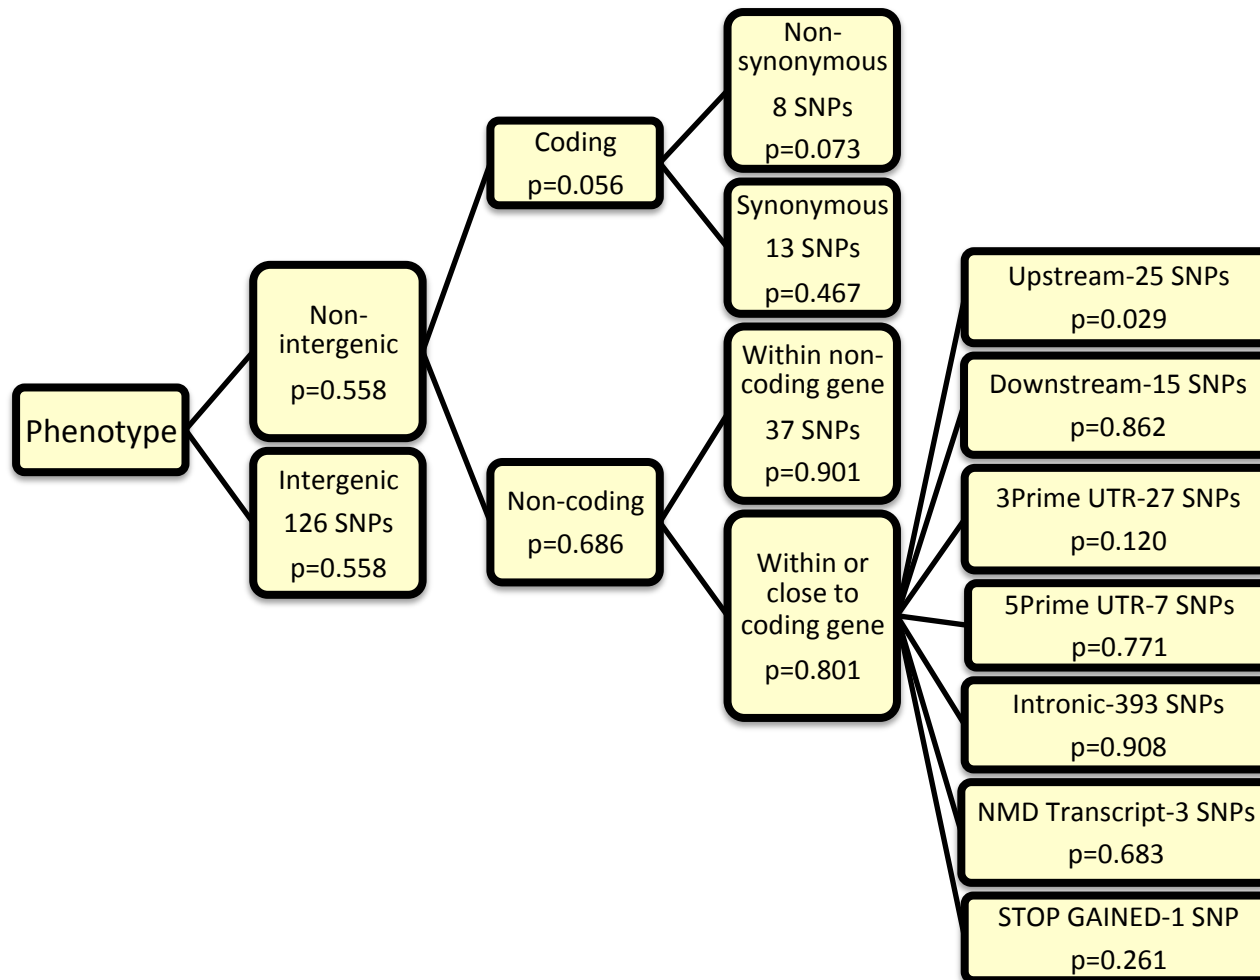 Phenotype
Non-
intergenic
p=0.558
Intergenic
126 SNPs
p=0.558
Coding
p=0.056
Non-coding
p=0.686
Non-
synonymous
8 SNPs
p=0.073
Synonymous
13 SNPs
p=0.467
Within non-
coding gene
37 SNPs
p=0.901
Within or
close to
coding gene
p=0.801
Upstream-25 SNPs
p=0.029
Downstream-15 SNPs
p=0.862
3Prime UTR-27 SNPs
p=0.120
5Prime UTR-7 SNPs
p=0.771
Intronic-393 SNPs
p=0.908
NMD Transcript-3 SNPs
p=0.683
STOP GAINED-1 SNP
p=0.261